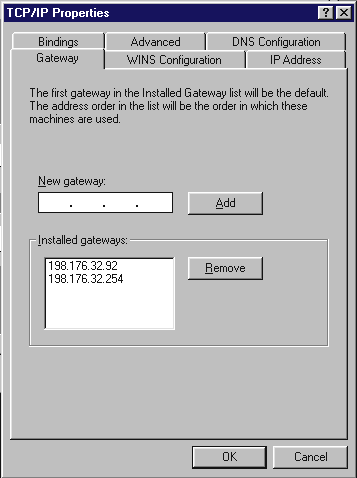 TCP/IP Properties
Bindings
Advanced
DNS Configuration
Gateway
WINS Configuration
IP Address
The first gateway in the Installed Gateway list will be the default.
The address order in the list will be the order in which these
machines are used.
New gateway:
. . .
Add
Installed gateways:
198.176.32.92
198.176.32.254
Remove
OK
Cancel